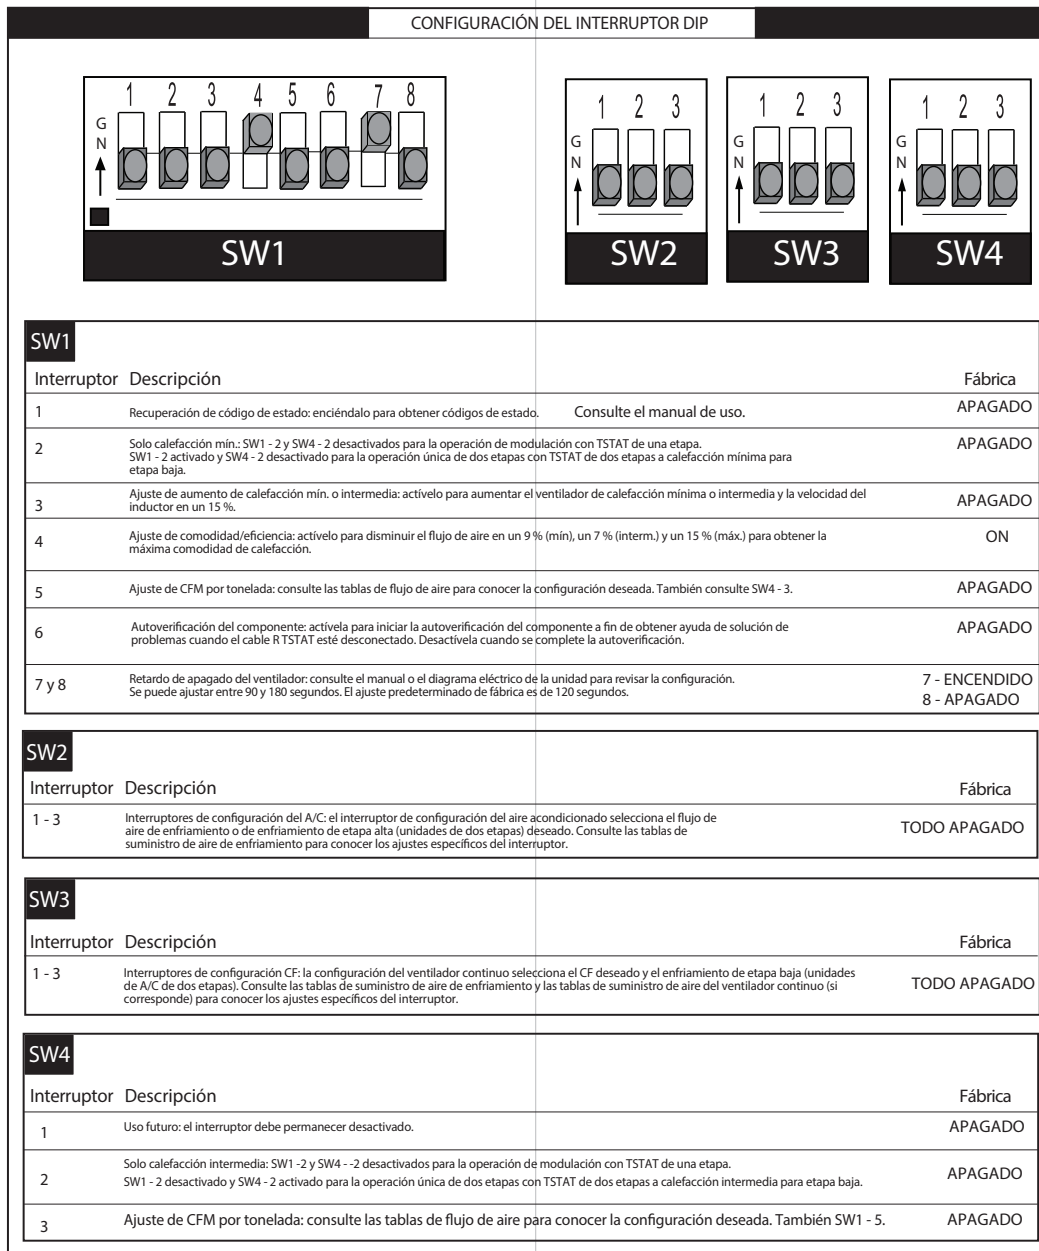 CONFIGURACIÓN DEL INTERRUPTOR DIP
1 2 3 4 5 6 7 8
G
N
SW1
1 2 3
G
N
SW2
1 2 3
G
N
SW3
1 2 3
G
N
SW4
SW1
Interruptor Descripción Fábrica
1 Recuperación de código de estado: enciéndalo para obtener códigos de estado. Consulte el manual de uso. APAGADO
2 Solo calefacción mín.: SW1 - 2 y SW4 - 2 desactivados para la operación de modulación con TSTAT de una etapa. APAGADO
SW1 - 2 activado y SW4 - 2 desactivado para la operación única de dos etapas con TSTAT de dos etapas a calefacción mínima para
etapa baja.
3 Ajuste de aumento de calefacción mín. o intermedia: actívelo para aumentar el ventilador de calefacción mínima o intermedia y la velocidad del APAGADO
inductor en un 15 %.
4 Ajuste de comodidad/eficiencia: actívelo para disminuir el flujo de aire en un 9 % (mín), un 7 % (interm.) y un 15 % (máx.) para obtener la ON
máxima comodidad de calefacción.
5 Ajuste de CFM por tonelada: consulte las tablas de flujo de aire para conocer la configuración deseada. También consulte SW4 - 3. APAGADO
6 Autoverificación del componente: actívela para iniciar la autoverificación del componente a fin de obtener ayuda de solución de APAGADO
problemas cuando el cable R TSTAT esté desconectado. Desactívela cuando se complete la autoverificación.
7 y 8 Retardo de apagado del ventilador: consulte el manual o el diagrama eléctrico de la unidad para revisar la configuración. 7 - ENCENDIDO
Se puede ajustar entre 90 y 180 segundos. El ajuste predeterminado de fábrica es de 120 segundos. 8 - APAGADO
SW2
Interruptor Descripción Fábrica
1 - 3 Interruptores de configuración del A/C: el interruptor de configuración del aire acondicionado selecciona el flujo de TODO APAGADO
aire de enfriamiento o de enfriamiento de etapa alta (unidades de dos etapas) deseado. Consulte las tablas de
suministro de aire de enfriamiento para conocer los ajustes específicos del interruptor.
SW3
Interruptor Descripción Fábrica
1 - 3 Interruptores de configuración CF: la configuración del ventilador continuo selecciona el CF deseado y el enfriamiento de etapa baja (unidades TODO APAGADO
de A/C de dos etapas). Consulte las tablas de suministro de aire de enfriamiento y las tablas de suministro de aire del ventilador continuo (si
corresponde) para conocer los ajustes específicos del interruptor.
SW4
Interruptor Descripción Fábrica
1 Uso futuro: el interruptor debe permanecer desactivado. APAGADO
2 Solo calefacción intermedia: SW1 -2 y SW4 - -2 desactivados para la operación de modulación con TSTAT de una etapa. APAGADO
SW1 - 2 desactivado y SW4 - 2 activado para la operación única de dos etapas con TSTAT de dos etapas a calefacción intermedia para etapa baja.
3 Ajuste de CFM por tonelada: consulte las tablas de flujo de aire para conocer la configuración deseada. También SW1 - 5. APAGADO